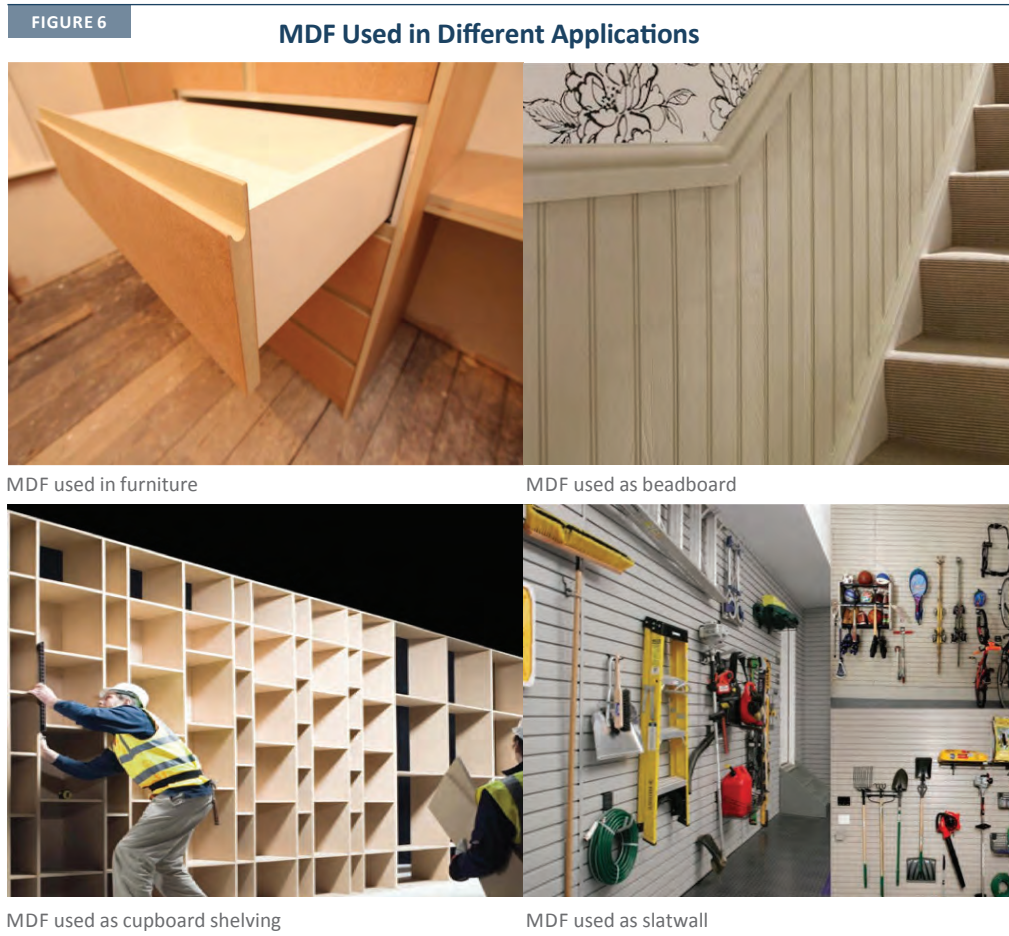 FIGURE 6
MDF Used in Different Applications
MDF used in furniture
MDF used as beadboard
MDF used as cupboard shelving
MDF used as slatwall